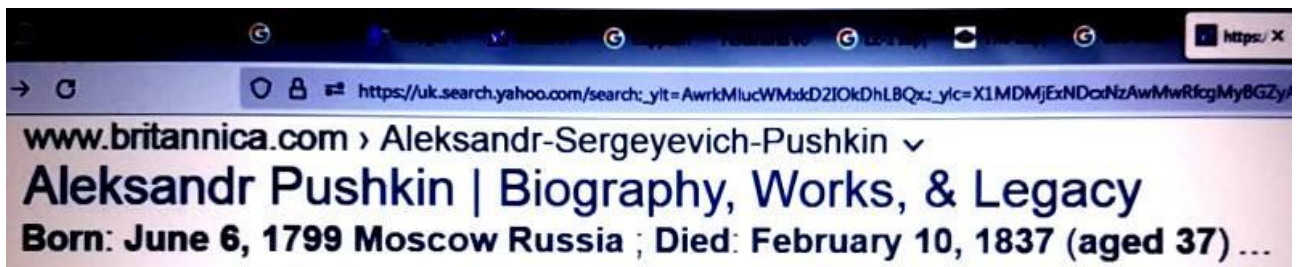 https:/
https://uk.search.yahoo.com/search;_ylt=AwrkMlucWMxkD2IOkDhLBQx.;_ylc=X1MDMjExNDcxNzAwMwRfcgMyBGZyA
www.britannica.com › Aleksandr-Sergeyevich-Pushkin
Aleksandr Pushkin | Biography, Works, & Legacy
Born: June 6, 1799 Moscow Russia ; Died: February 10, 1837 (aged 37) ...